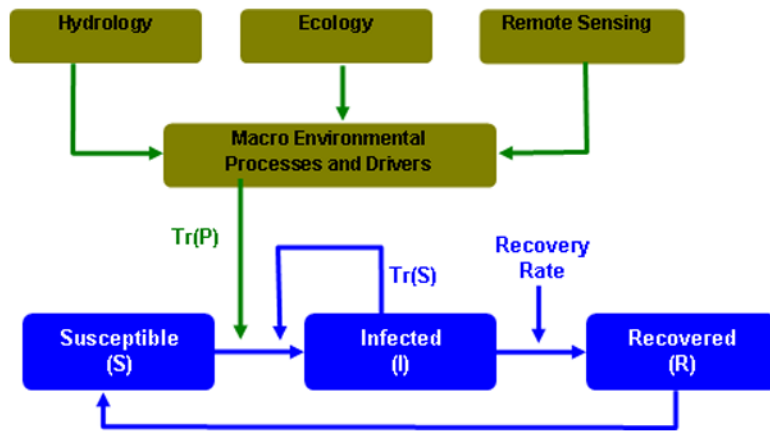 Hydrology
Ecology
Remote Sensing
Macro Environmental
Processes and Drivers
Tr(P)
Tr(S)
Recovery
Rate
Susceptible
(S)
Infected
(I)
Recovered
(R)